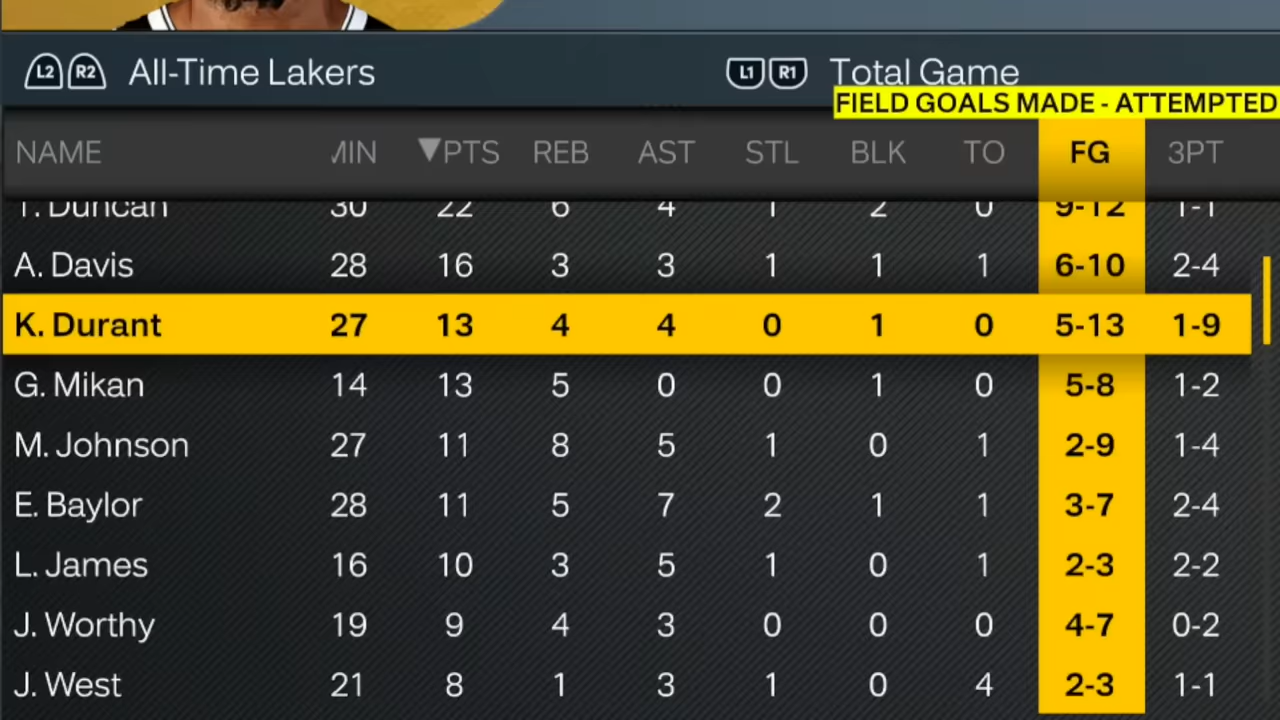 L2 R2 All-Time Lakers L1 R1 Total Game
FIELD GOALS MADE - ATTEMPTED
NAME MIN ▼PTS REB AST STL BLK TO FG 3PT
T. Duncan 30 22 6 4 1 2 0 9-12 1-1
A. Davis 28 16 3 3 1 1 1 6-10 2-4
K. Durant 27 13 4 4 0 1 0 5-13 1-9
G. Mikan 14 13 5 0 0 1 0 5-8 1-2
M. Johnson 27 11 8 5 1 0 1 2-9 1-4
E. Baylor 28 11 5 7 2 1 1 3-7 2-4
L. James 16 10 3 5 1 0 1 2-3 2-2
J. Worthy 19 9 4 3 0 0 0 4-7 0-2
J. West 21 8 1 3 1 0 4 2-3 1-1